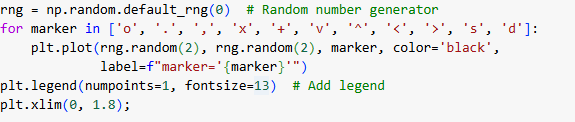 rng = np.random.default_rng(0)  # Random number generator
for marker in ['o', '.', ',', 'x', '+', 'v', '^', '<', '>', 's', 'd']:
    plt.plot(rng.random(2), rng.random(2), marker, color='black',
             label=f"marker='{marker}'")
plt.legend(numpoints=1, fontsize=13)  # Add legend
plt.xlim(0, 1.8);